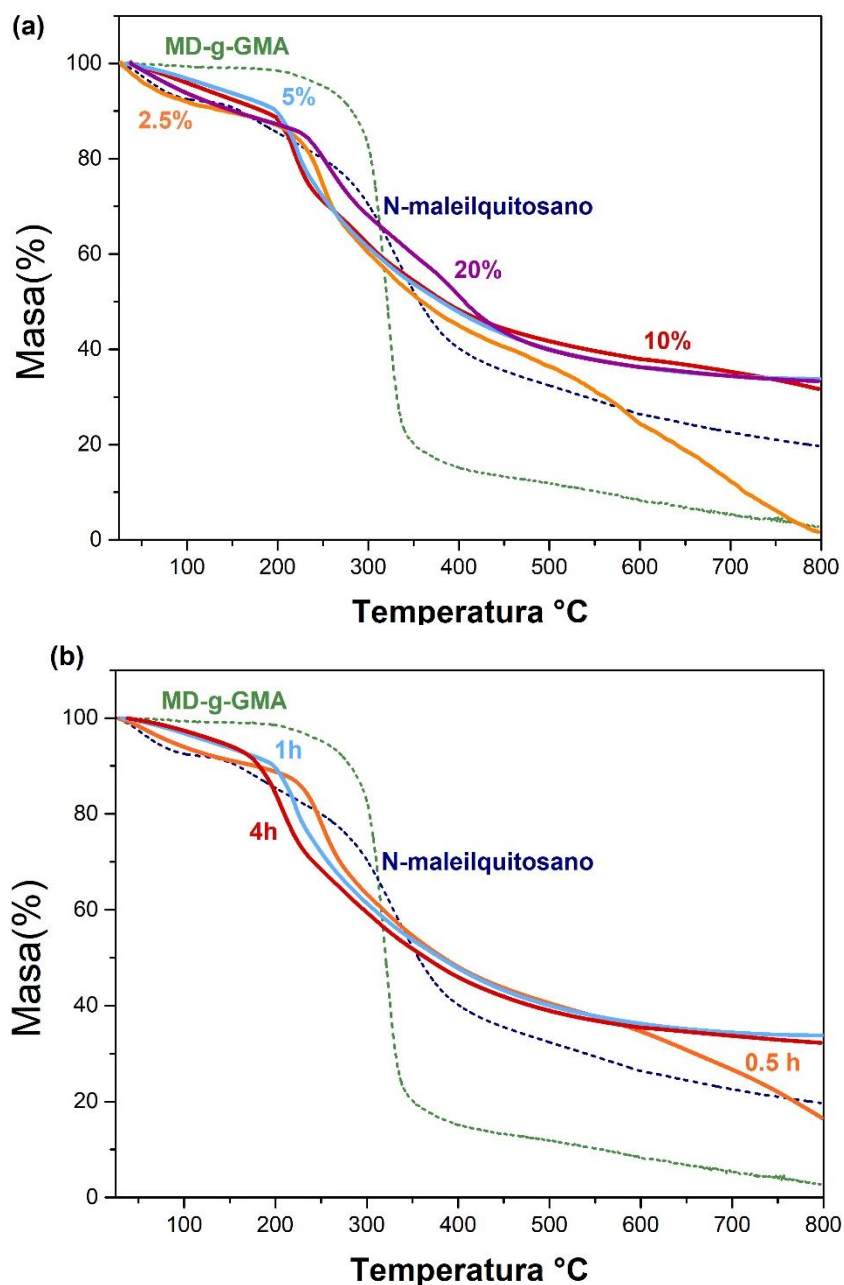 (a)
MD-g-GMA
100
5%
2.5%
80
N-maleilquitosano
60
20%
Masa(%)
40
10%
20
0
100 200 300 400 500 600 700 800
Temperatura °C
(b)
MD-g-GMA
100
1h
80
4h
N-maleilquitosano
60
Masa(%)
40
0.5 h
20
0
100 200 300 400 500 600 700 800
Temperatura °C